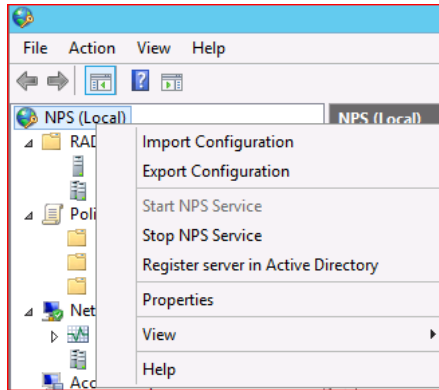 File Action View Help
NPS (Local) NPS (Local)
RAD
Import Configuration
Export Configuration
Start NPS Service
Poli
Stop NPS Service
Register server in Active Directory
Properties
Net
View
Help
Acc